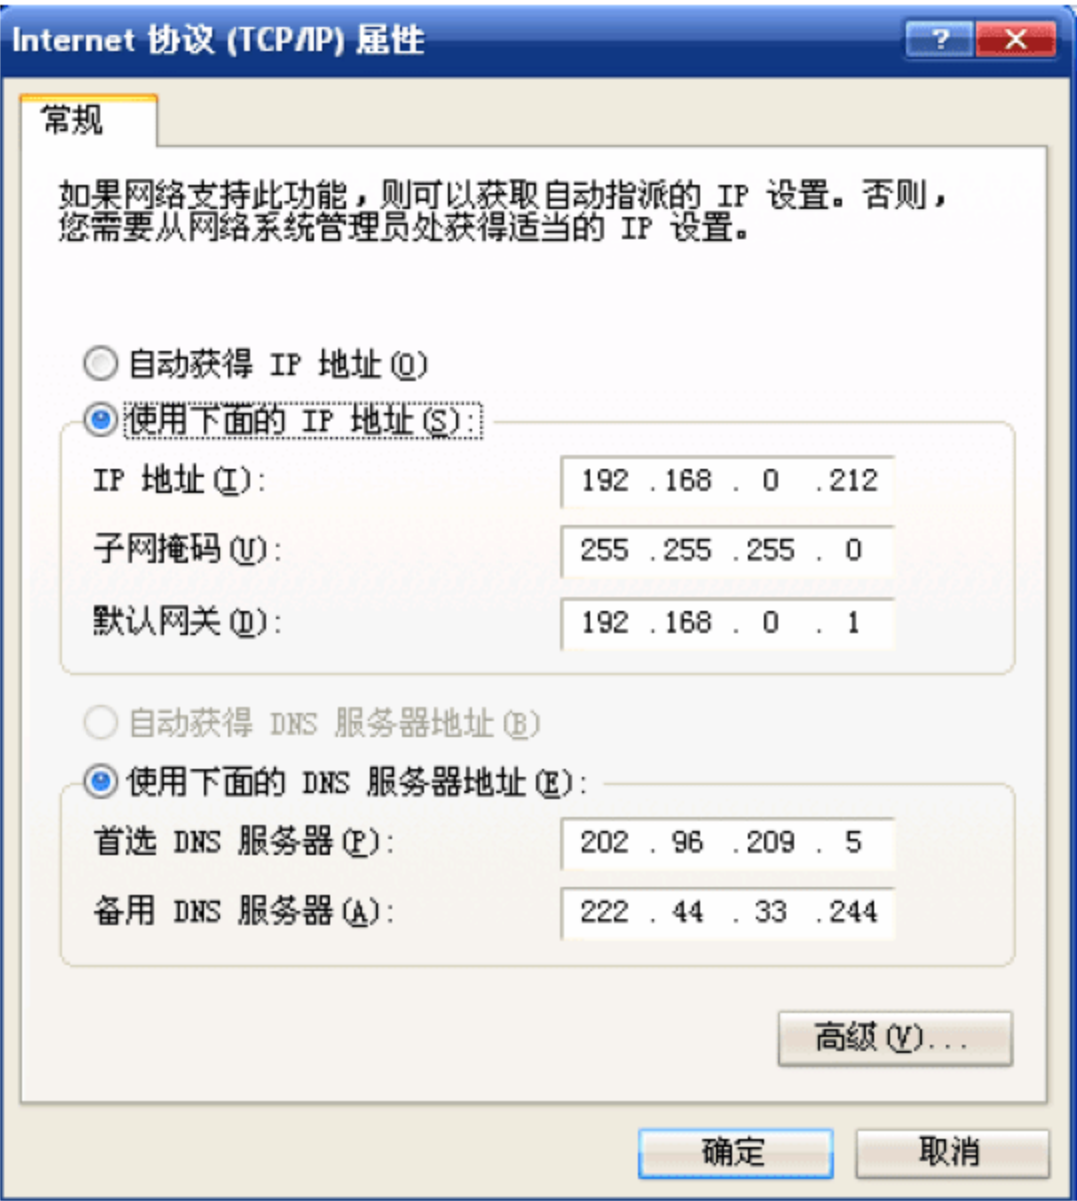 Internet 协议 (TCP/IP) 属性
?
常规
如果网络支持此功能,则可以获取自动指派的 IP 设置。否则,
您需要从网络系统管理员处获得适当的 IP 设置。
自动获得 IP 地址(O)
使用下面的 IP 地址(S):
IP 地址(I): 192 .168 . 0 .212
子网掩码(U): 255 .255 .255 . 0
默认网关(D): 192 .168 . 0 . 1
自动获得 DNS 服务器地址(B)
使用下面的 DNS 服务器地址(E):
首选 DNS 服务器(P): 202 . 96 .209 . 5
备用 DNS 服务器(A): 222 . 44 . 33 .244
高级(V)...
确定 取消